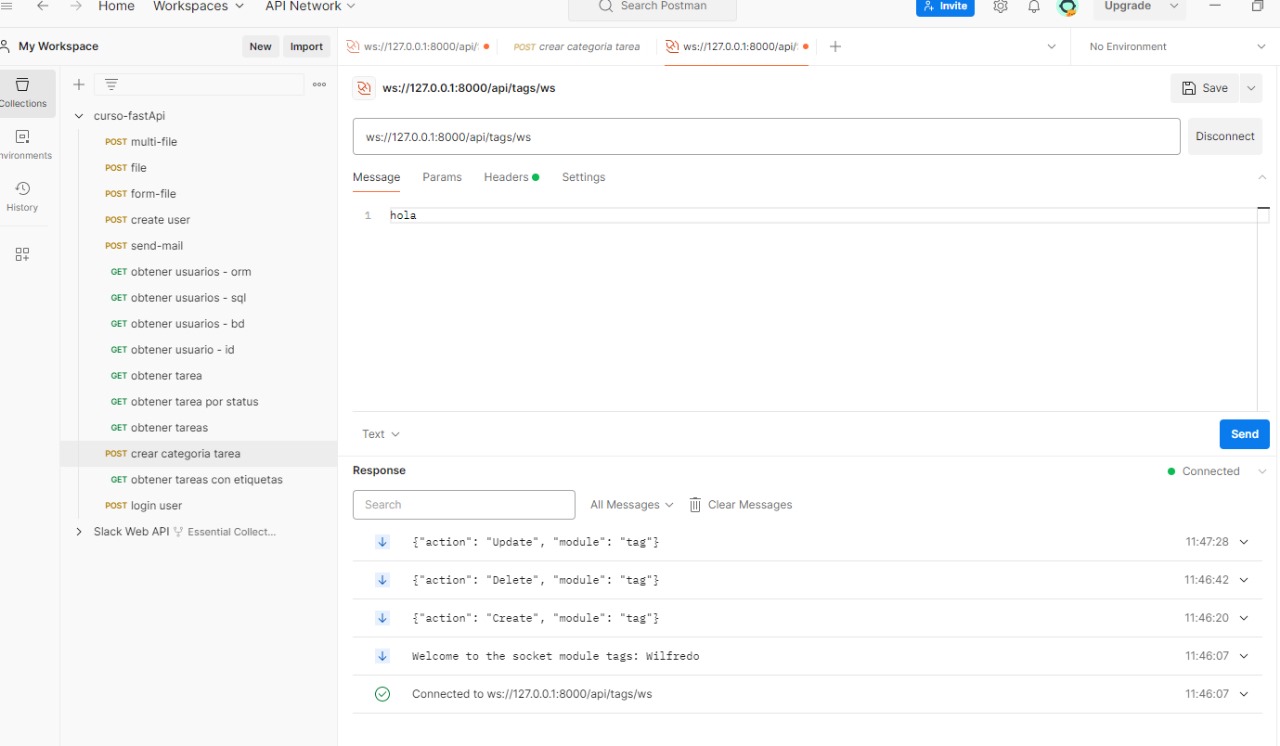 Home Workspaces API Network Search Postman Invite Upgrade
My Workspace New Import ws://127.0.0.1:8000/api/ POST crear categoria tarea ws://127.0.0.1:8000/api/ No Environment
Collections
nvironments
History
curso-fastApi
POST multi-file
POST file
POST form-file
POST create user
POST send-mail
GET obtener usuarios - orm
GET obtener usuarios - sql
GET obtener usuarios - bd
GET obtener usuario - id
GET obtener tarea
GET obtener tarea por status
GET obtener tareas
POST crear categoria tarea
GET obtener tareas con etiquetas
POST login user
Slack Web API Essential Collect...
ws://127.0.0.1:8000/api/tags/ws Save
ws://127.0.0.1:8000/api/tags/ws Disconnect
Message Params Headers Settings
1 hola
Text Send
Response Connected
Search All Messages Clear Messages
{"action": "Update", "module": "tag"} 11:47:28
{"action": "Delete", "module": "tag"} 11:46:42
{"action": "Create", "module": "tag"} 11:46:20
Welcome to the socket module tags: Wilfredo 11:46:07
Connected to ws://127.0.0.1:8000/api/tags/ws 11:46:07